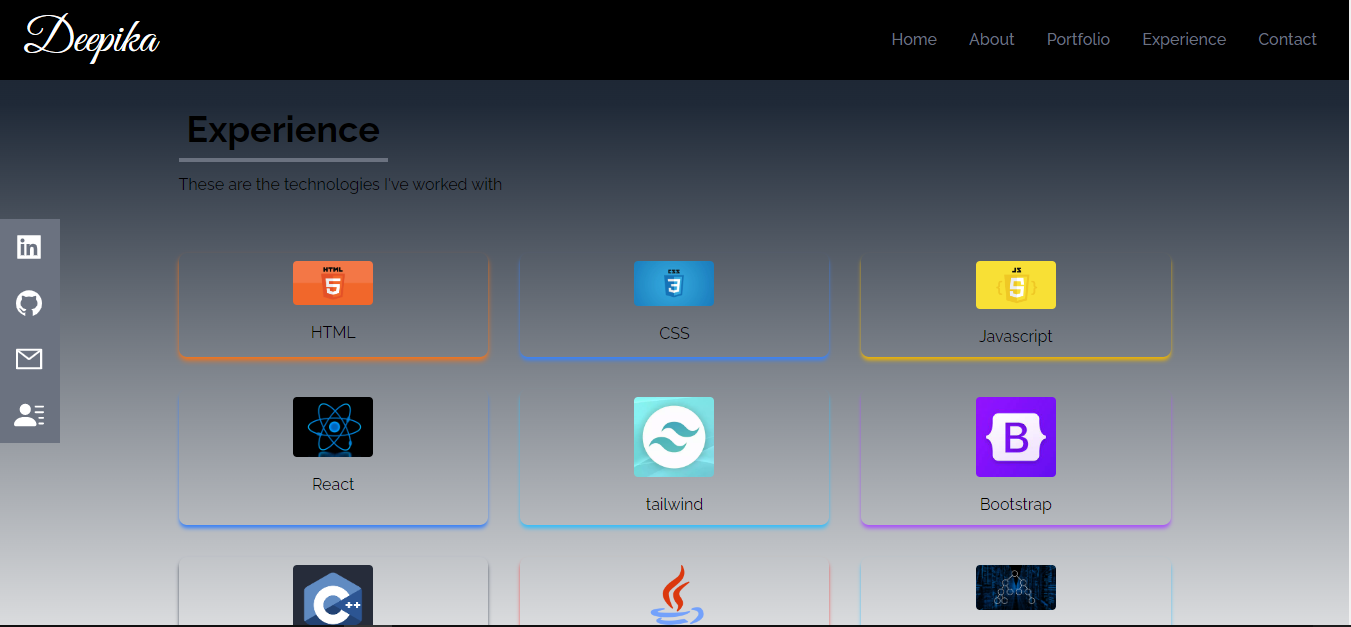 Deepika
Home About Portfolio Experience Contact
Experience
These are the technologies I've worked with
in
HTML
5
CSS
3
JS
5
HTML
CSS
Javascript
B
React
tailwind
Bootstrap
C++